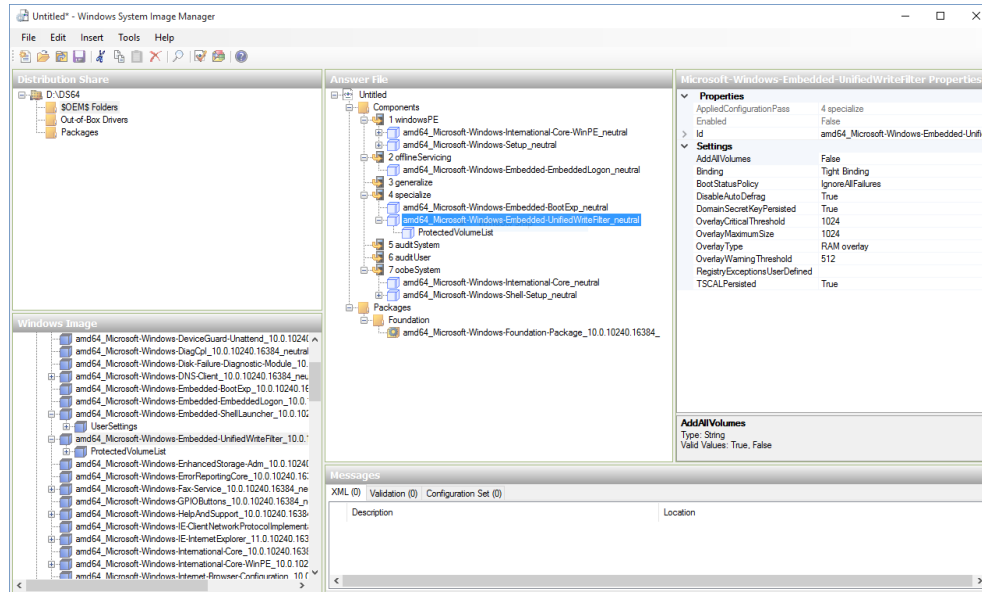 Untitled* - Windows System Image Manager
File Edit Insert Tools Help
Distribution Share
D:\DS64
$OEM$ Folders
Out-of-Box Drivers
Packages
Windows Image
amd64_Microsoft-Windows-DeviceGuard-Unattend_10.0.10240
amd64_Microsoft-Windows-DiagCpl_10.0.10240.16384_neutral
amd64_Microsoft-Windows-Disk-Failure-Diagnostic-Module_10.
amd64_Microsoft-Windows-DNS-Client_10.0.10240.16384_neu
amd64_Microsoft-Windows-Embedded-BootExp_10.0.10240.16
amd64_Microsoft-Windows-Embedded-EmbeddedLogon_10.0.
amd64_Microsoft-Windows-Embedded-ShellLauncher_10.0.102
UserSettings
amd64_Microsoft-Windows-Embedded-UnifiedWriteFilter_10.0.1
ProtectedVolumeList
amd64_Microsoft-Windows-EnhancedStorage-Adm_10.0.10240
amd64_Microsoft-Windows-ErrorReportingCore_10.0.10240.16
amd64_Microsoft-Windows-Fax-Service_10.0.10240.16384_ne
amd64_Microsoft-Windows-GPIOButtons_10.0.10240.16384_n
amd64_Microsoft-Windows-HelpAndSupport_10.0.10240.1638
amd64_Microsoft-Windows-IE-ClientNetworkProtocolImplement
amd64_Microsoft-Windows-IE-InternetExplorer_11.0.10240.163
amd64_Microsoft-Windows-International-Core_10.0.10240.1638
amd64_Microsoft-Windows-International-Core-WinPE_10.0.102
amd64_Microsoft-Windows-Internet-Browser-Configuration_10.0
Answer File
Untitled
Components
1 windowsPE
amd64_Microsoft-Windows-International-Core-WinPE_neutral
amd64_Microsoft-Windows-Setup_neutral
2 offlineServicing
amd64_Microsoft-Windows-Embedded-EmbeddedLogon_neutral
3 generalize
4 specialize
amd64_Microsoft-Windows-Embedded-BootExp_neutral
amd64_Microsoft-Windows-Embedded-UnifiedWriteFilter_neutral
ProtectedVolumeList
5 auditSystem
6 auditUser
7 oobeSystem
amd64_Microsoft-Windows-International-Core_neutral
amd64_Microsoft-Windows-Shell-Setup_neutral
Packages
Foundation
amd64_Microsoft-Windows-Foundation-Package_10.0.10240.16384_
Microsoft-Windows-Embedded-UnifiedWriteFilter Properties
Properties
AppliedConfigurationPass 4 specialize
Enabled False
Id amd64_Microsoft-Windows-Embedded-Unifi
Settings
AddAllVolumes False
Binding Tight Binding
BootStatusPolicy IgnoreAllFailures
DisableAutoDefrag True
DomainSecretKeyPersisted True
OverlayCriticalThreshold 1024
OverlayMaximumSize 1024
OverlayType RAM overlay
OverlayWarningThreshold 512
RegistryExceptionsUserDefined
TSCALPersisted True
AddAllVolumes
Type: String
Valid Values: True, False
Messages
XML (0) Validation (0) Configuration Set (0)
Description Location